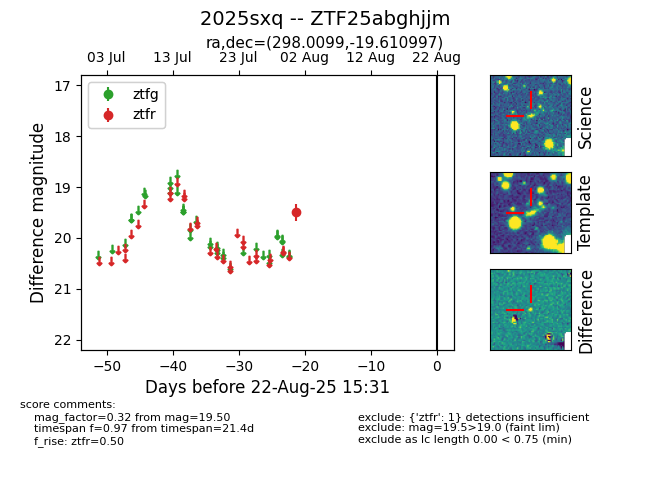 2025sxq -- ZTF25abghjjm
ra,dec=(298.0099,-19.610997)
03 Jul 13 Jul 23 Jul 02 Aug 12 Aug 22 Aug
17
18
19
20
21
22
Difference magnitude
ztfg
ztfr
−50 −40 −30 −20 −10 0
Days before 22-Aug-25 15:31
Science
Template
Difference
score comments:
mag_factor=0.32 from mag=19.50
timespan f=0.97 from timespan=21.4d
f_rise: ztfr=0.50
exclude: {'ztfr': 1} detections insufficient
exclude: mag=19.5>19.0 (faint lim)
exclude as lc length 0.00 < 0.75 (min)